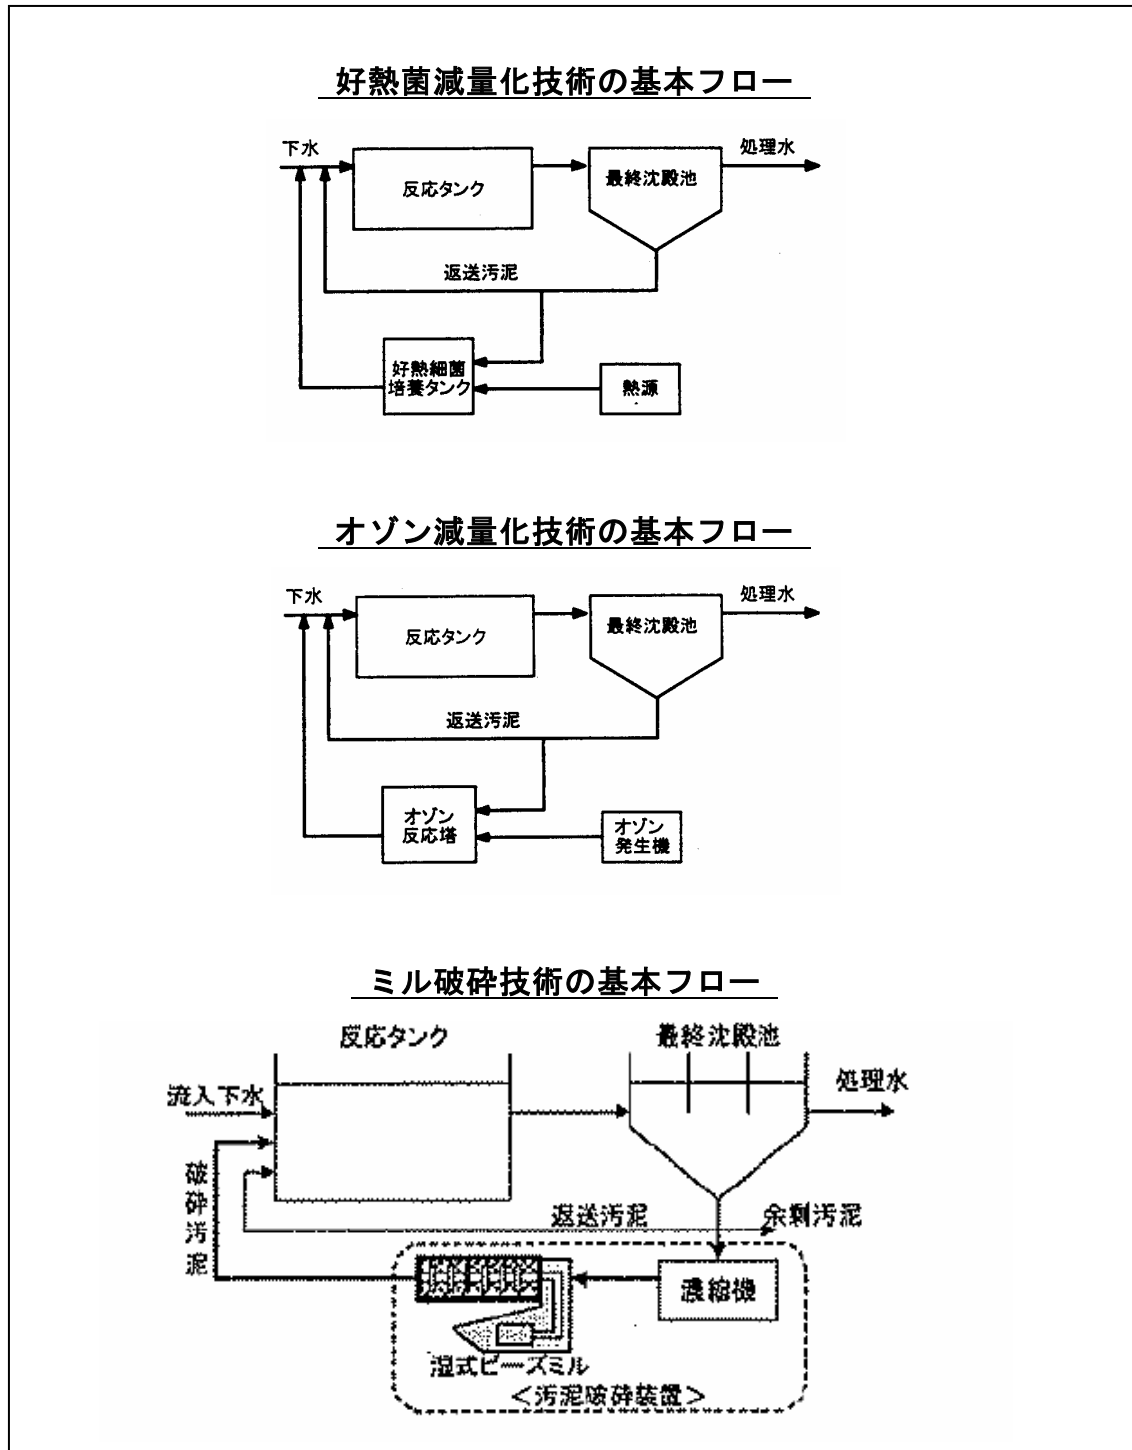 好熱菌減量化技術の基本フロー
下水
反応タンク
最終沈殿池
処理水
返送汚泥
好熱細菌
培養タンク
熱源
オゾン減量化技術の基本フロー
下水
反応タンク
最終沈殿池
処理水
返送汚泥
オゾン
反応塔
オゾン
発生機
ミル破砕技術の基本フロー
反応タンク
最終沈殿池
流入下水
処理水
破砕汚泥
返送汚泥
余剰汚泥
濃縮機
湿式ビーズミル
＜汚泥破砕装置＞